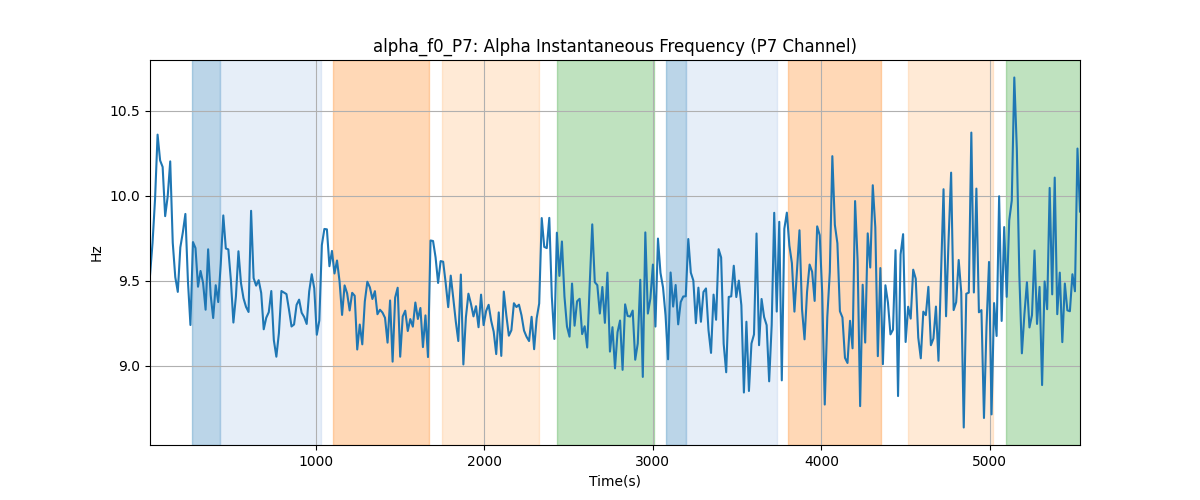 alpha_f0_P7: Alpha Instantaneous Frequency (P7 Channel)
10.5
10.0
9.5
9.0
Hz
1000 2000 3000 4000 5000
Time(s)